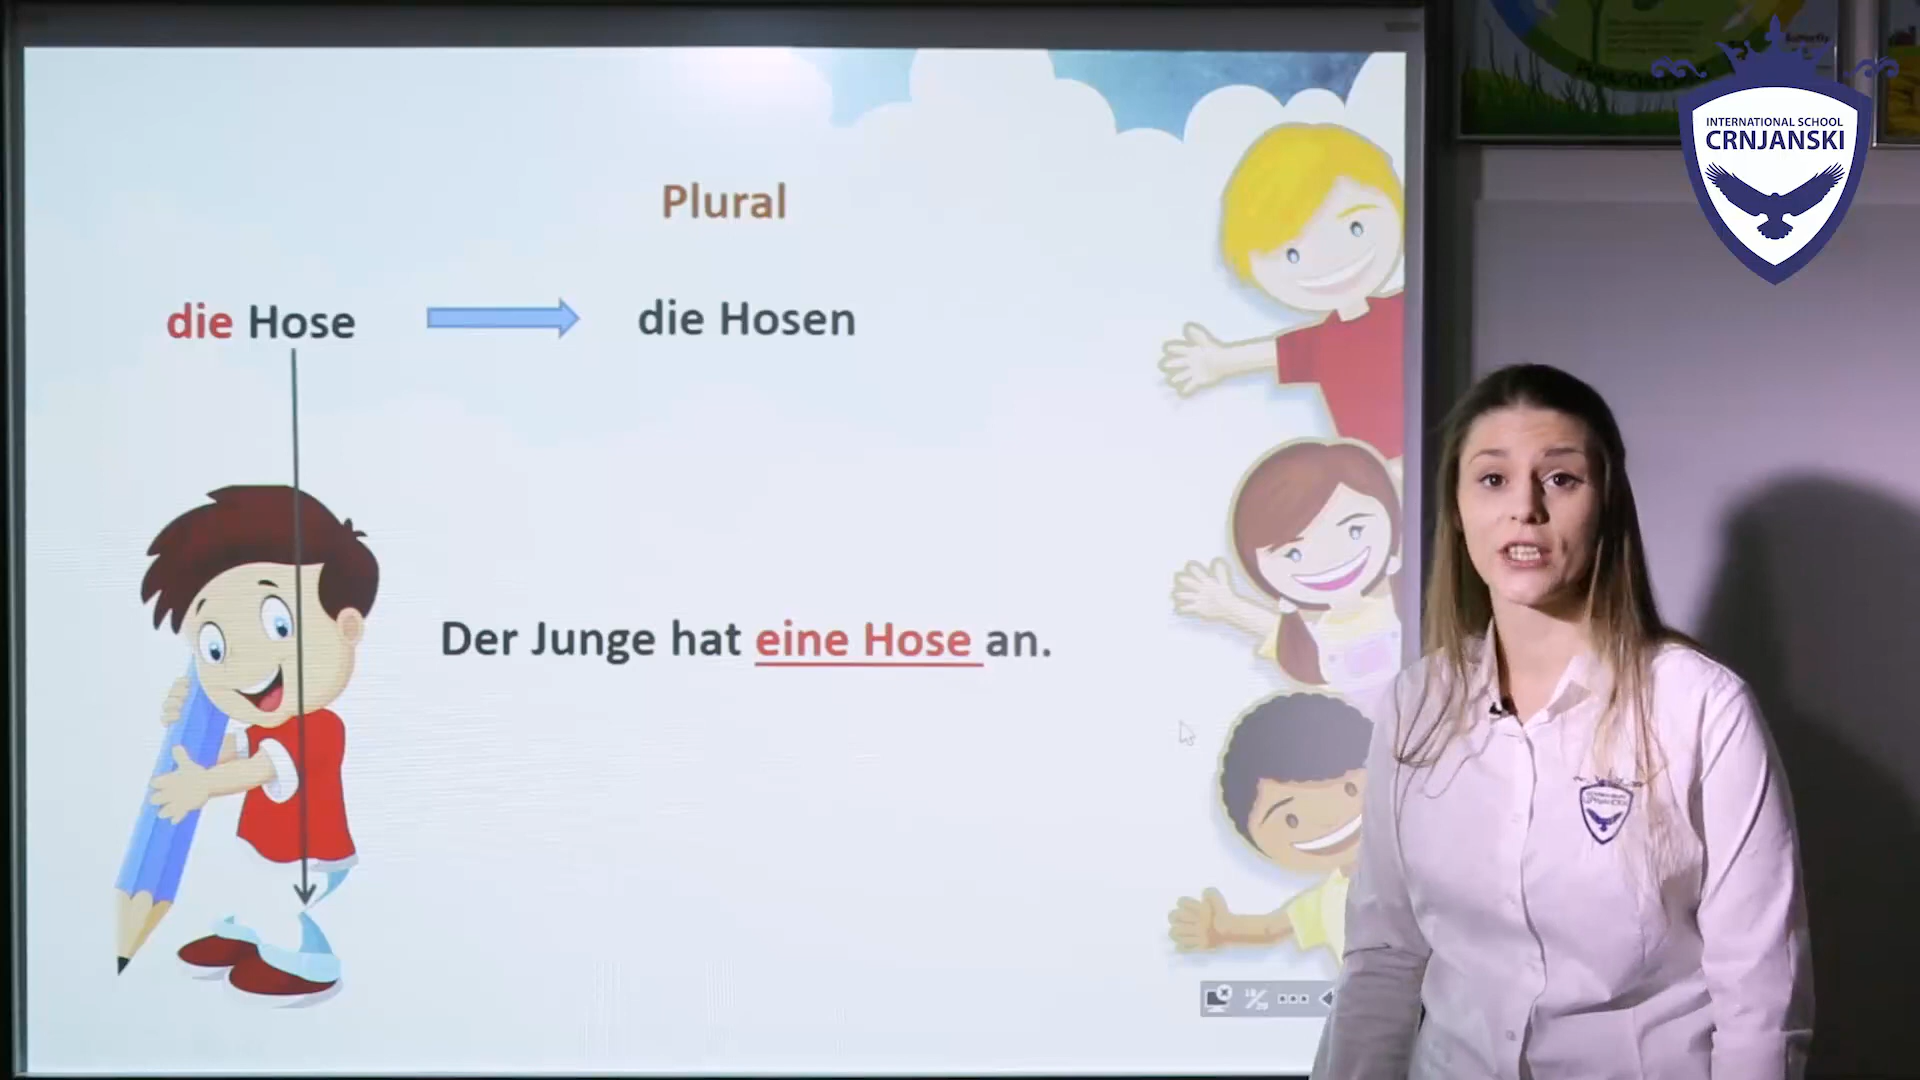 Plural
die Hose
die Hosen
Der Junge hat eine Hose an.
INTERNATIONAL SCHOOL
CRNJANSKI